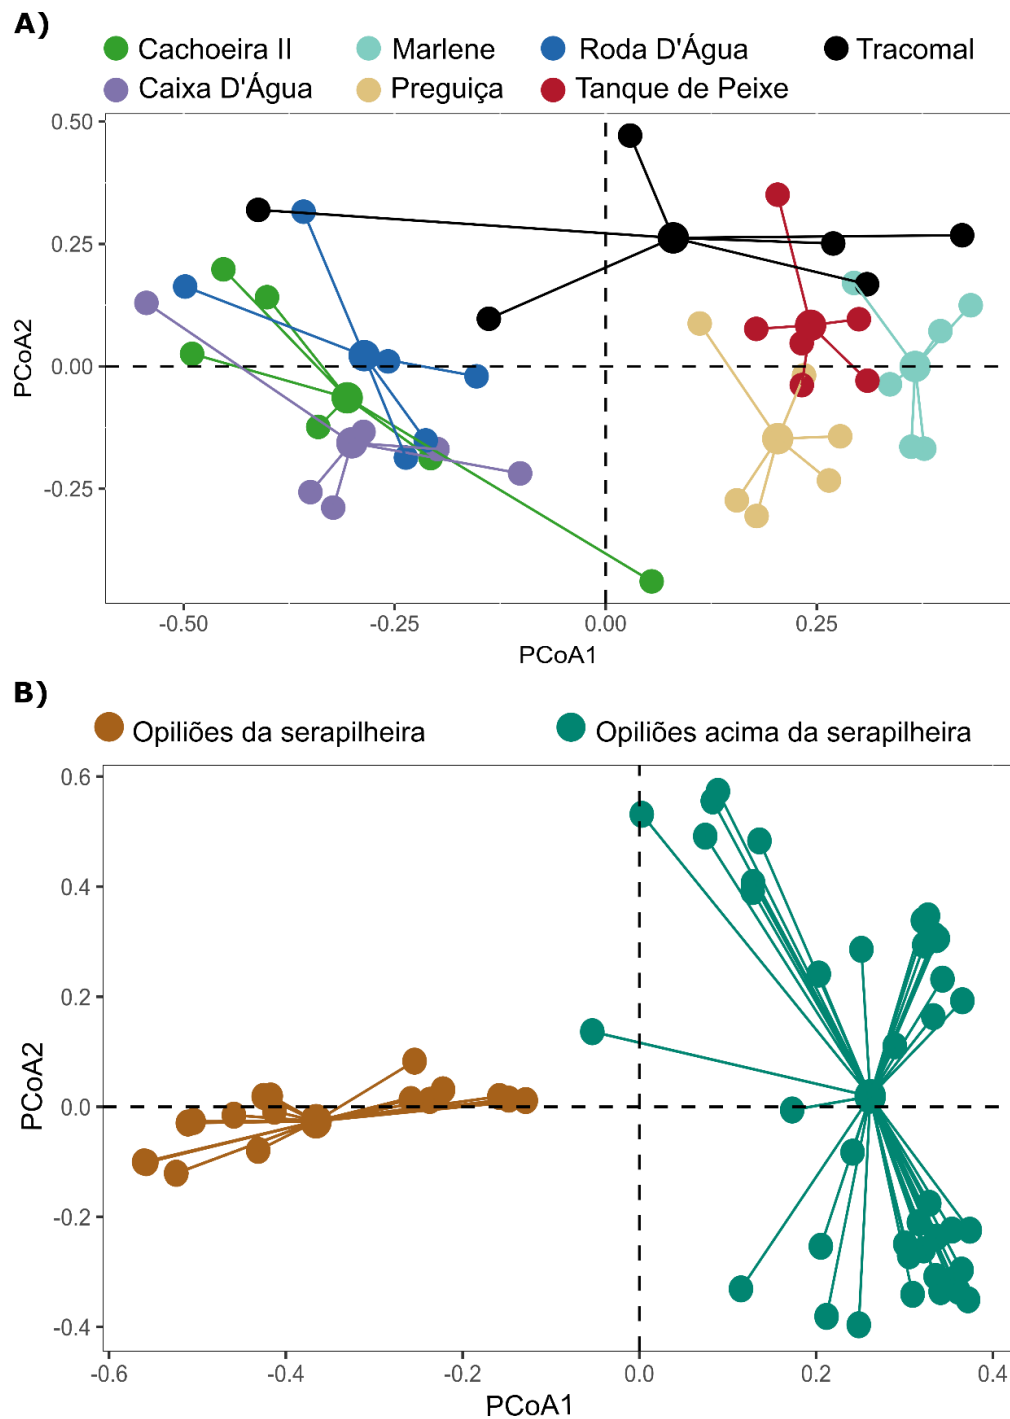 A)
Cachoeira II Marlene Roda D'Água Tracomal
Caixa D'Água Preguiça Tanque de Peixe
0.50
0.25
0.00
-0.25
PCoA2
-0.50 -0.25 0.00 0.25
PCoA1
B)
Opiliões da serapilheira Opiliões acima da serapilheira
0.6
0.4
0.2
0.0
-0.2
-0.4
PCoA2
-0.6 -0.4 -0.2 0.0 0.2 0.4
PCoA1